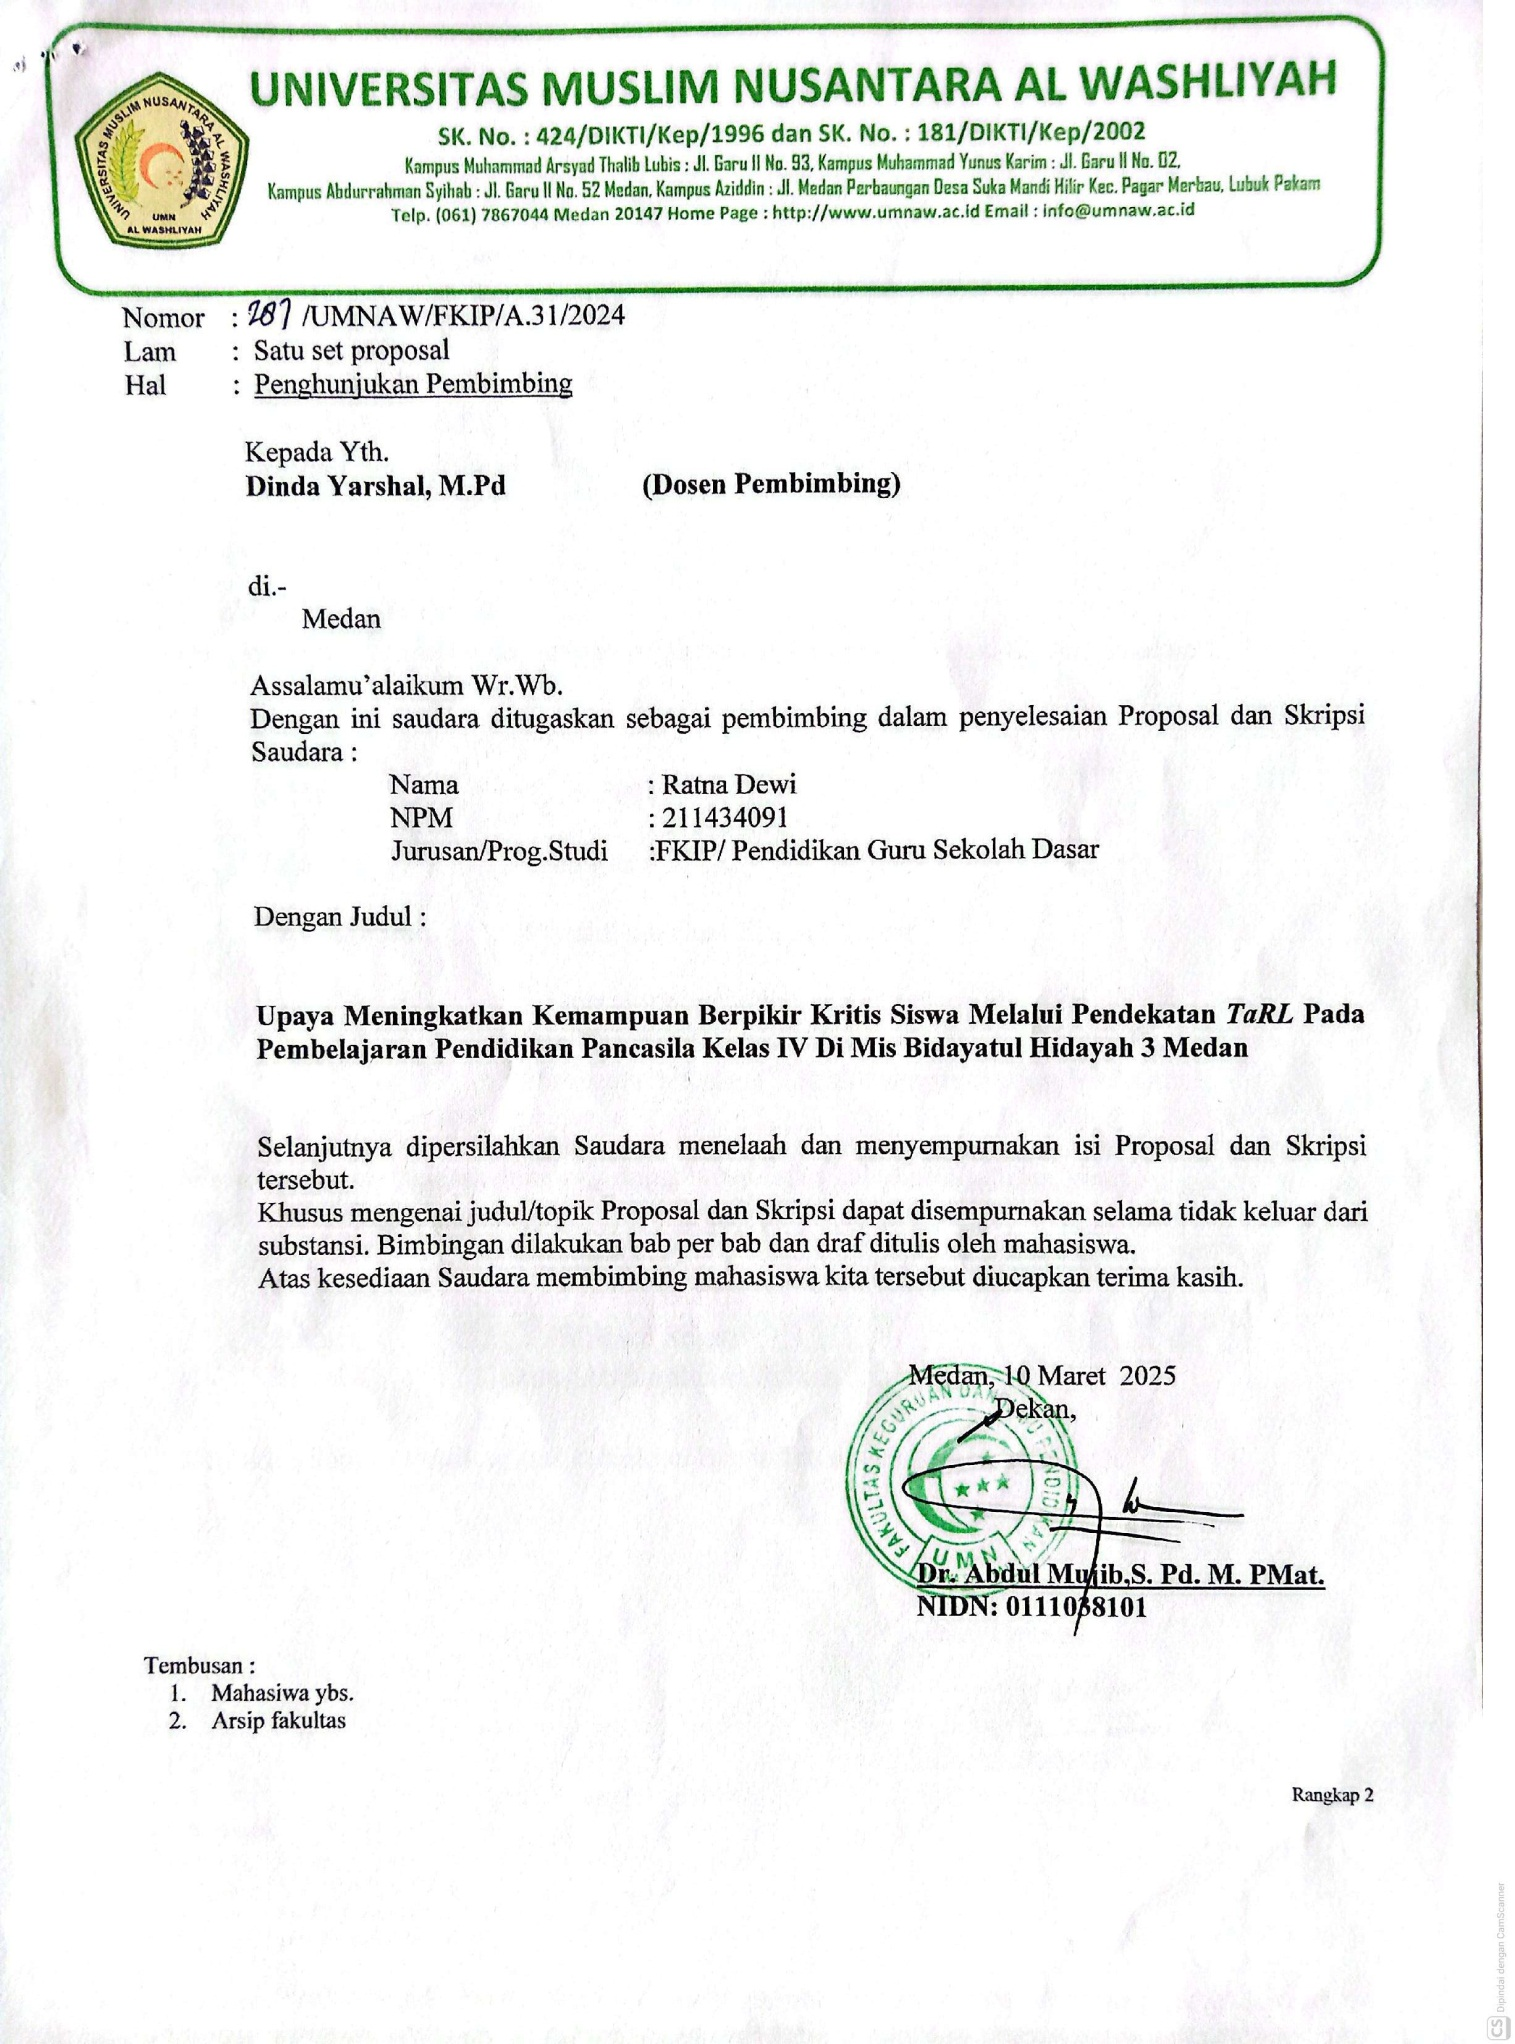 UNIVERSITAS MUSLIM NUSANTARA AL WASHLIYAH
SK. No. : 424/DIKTI/Kep/1996 dan SK. No. : 181/DIKTI/Kep/2002
Kampus Muhammad Arsyad Thalib Lubis : Jl. Garu II No. 93, Kampus Muhammad Yunus Karim : Jl. Garu II No. 02,
Kampus Abdurrahman Syihab : Jl. Garu II No. 52 Medan, Kampus Aziddin : Jl. Medan Perbaungan Desa Suka Mandi Hilir Kec. Pagar Merbau, Lubuk Pakam
Telp. (061) 7867044 Medan 20147 Home Page : http://www.umnaw.ac.id Email : info@umnaw.ac.id
UNIVERSITAS MUSLIM NUSANTARA AL WASHLIYAH
UMN
AL WASHLIYAH
Nomor : 287 /UMNAW/FKIP/A.31/2024
Lam : Satu set proposal
Hal : Penghunjukan Pembimbing
Kepada Yth.
Dinda Yarshal, M.Pd (Dosen Pembimbing)
di.-
Medan
Assalamu’alaikum Wr.Wb.
Dengan ini saudara ditugaskan sebagai pembimbing dalam penyelesaian Proposal dan Skripsi
Saudara :
Nama : Ratna Dewi
NPM : 211434091
Jurusan/Prog.Studi :FKIP/ Pendidikan Guru Sekolah Dasar
Dengan Judul :
Upaya Meningkatkan Kemampuan Berpikir Kritis Siswa Melalui Pendekatan TaRL Pada
Pembelajaran Pendidikan Pancasila Kelas IV Di Mis Bidayatul Hidayah 3 Medan
Selanjutnya dipersilahkan Saudara menelaah dan menyempurnakan isi Proposal dan Skripsi
tersebut.
Khusus mengenai judul/topik Proposal dan Skripsi dapat disempurnakan selama tidak keluar dari
substansi. Bimbingan dilakukan bab per bab dan draf ditulis oleh mahasiswa.
Atas kesediaan Saudara membimbing mahasiswa kita tersebut diucapkan terima kasih.
Medan, 10 Maret 2025
Dekan,
FAKULTAS KEGURUAN DAN ILMU PENDIDIKAN
UMN
Dr. Abdul Mujib,S. Pd. M. PMat.
NIDN: 0111038101
Tembusan :
1. Mahasiwa ybs.
2. Arsip fakultas
Rangkap 2
CS Dipindai dengan CamScanner